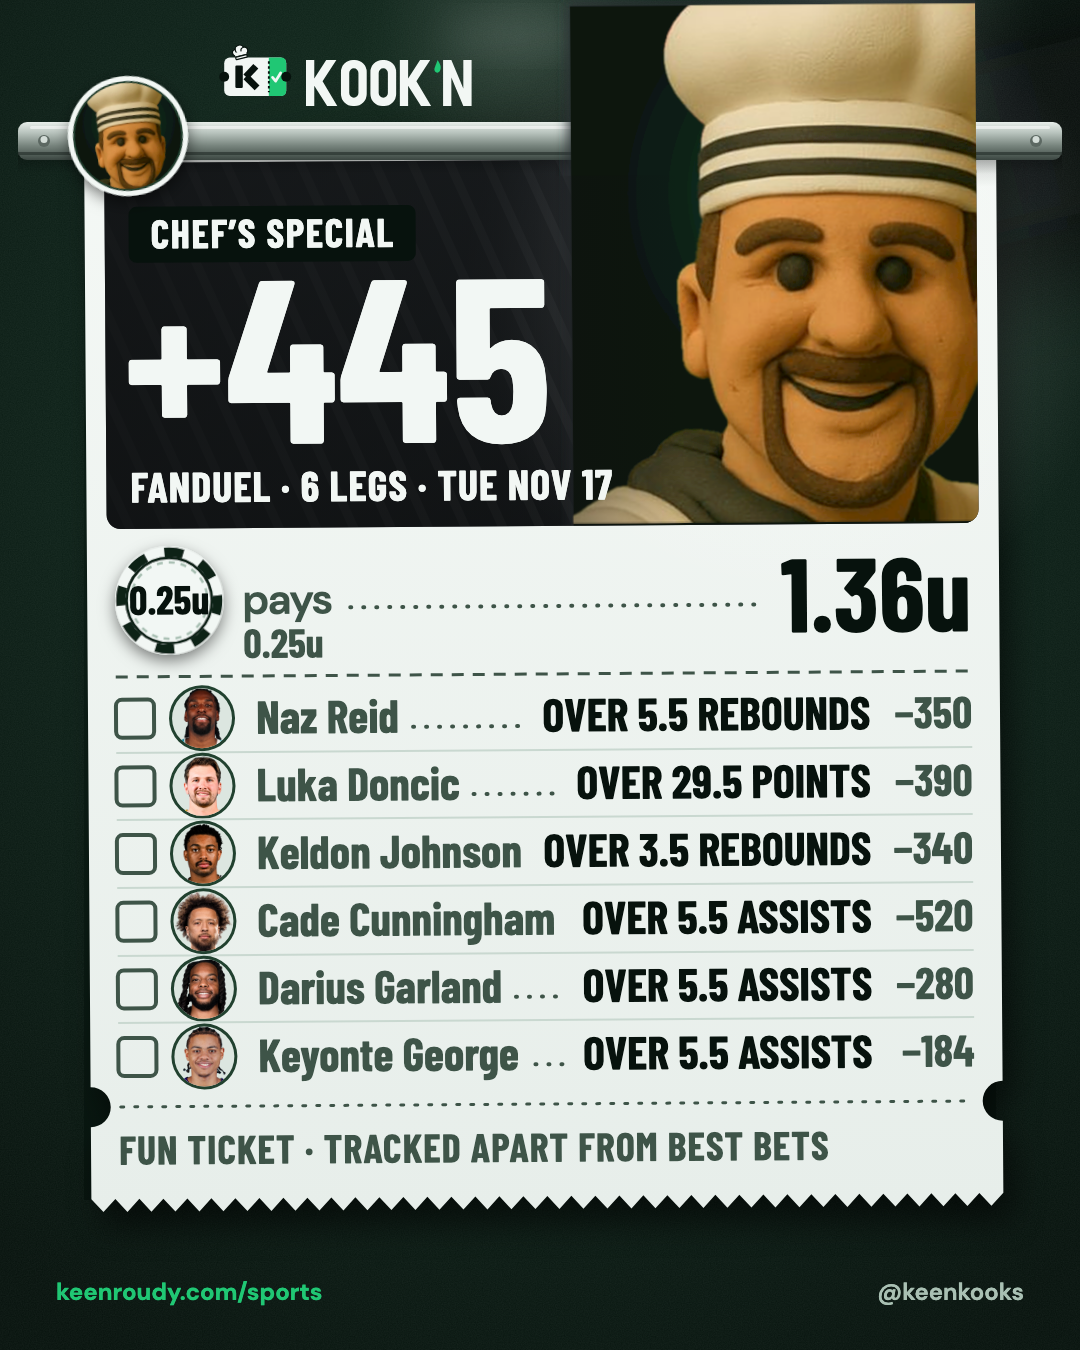 K KOOK'N
CHEF'S SPECIAL
+445
FANDUEL · 6 LEGS · TUE NOV 17
0.25u pays 1.36u
0.25u
Naz Reid ........ OVER 5.5 REBOUNDS −350
Luka Doncic ....... OVER 29.5 POINTS −390
Keldon Johnson OVER 3.5 REBOUNDS −340
Cade Cunningham OVER 5.5 ASSISTS −520
Darius Garland .... OVER 5.5 ASSISTS −280
Keyonte George ... OVER 5.5 ASSISTS −184
FUN TICKET · TRACKED APART FROM BEST BETS
keenroudy.com/sports @keenkooks